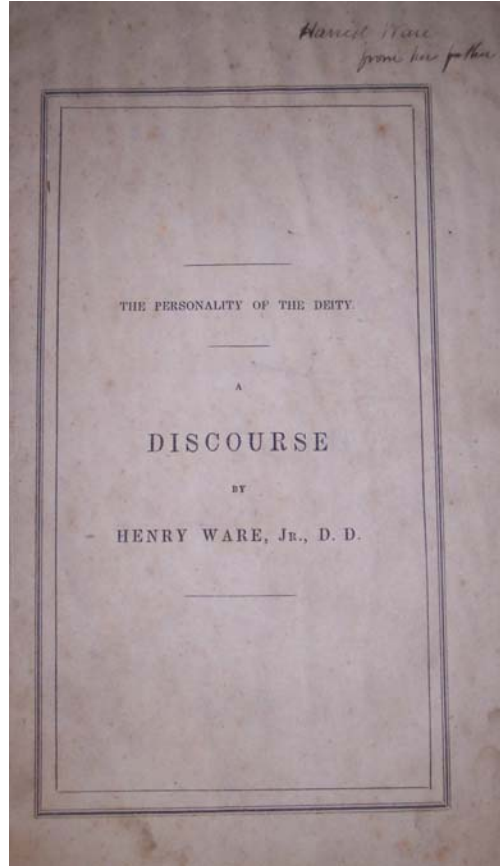 Harriet Ware
from her father
THE PERSONALITY OF THE DEITY.
A
DISCOURSE
BY
HENRY WARE, JR., D. D.